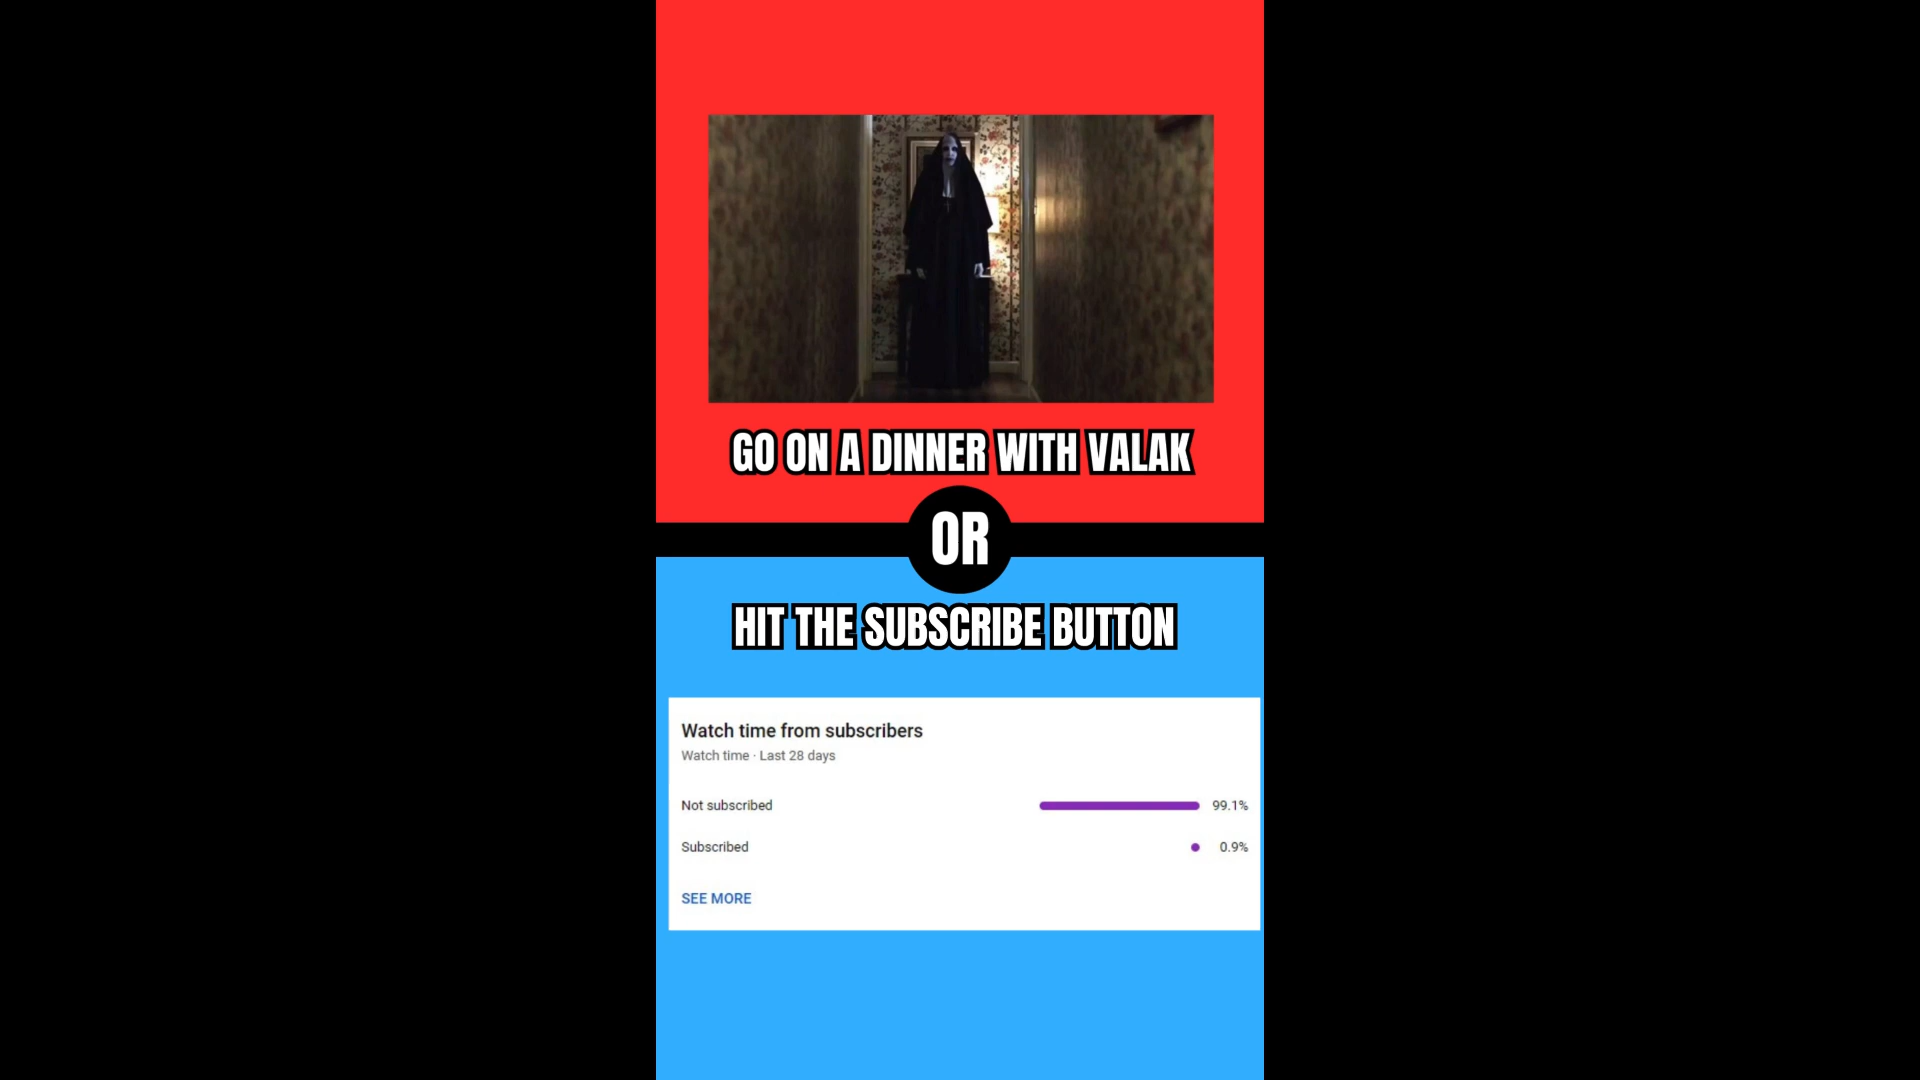 GO ON A DINNER WITH VALAK
OR
HIT THE SUBSCRIBE BUTTON
Watch time from subscribers
Watch time · Last 28 days
Not subscribed 99.1%
Subscribed 0.9%
SEE MORE